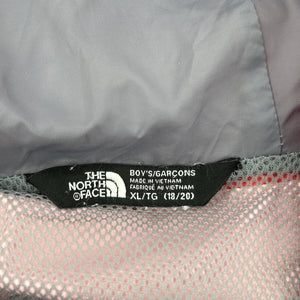 THE
NORTH
FACE
BOY'S/GARÇONS
MADE IN VIETNAM
FABRIQUÉ AU VIETNAM
XL/TG (18/20)